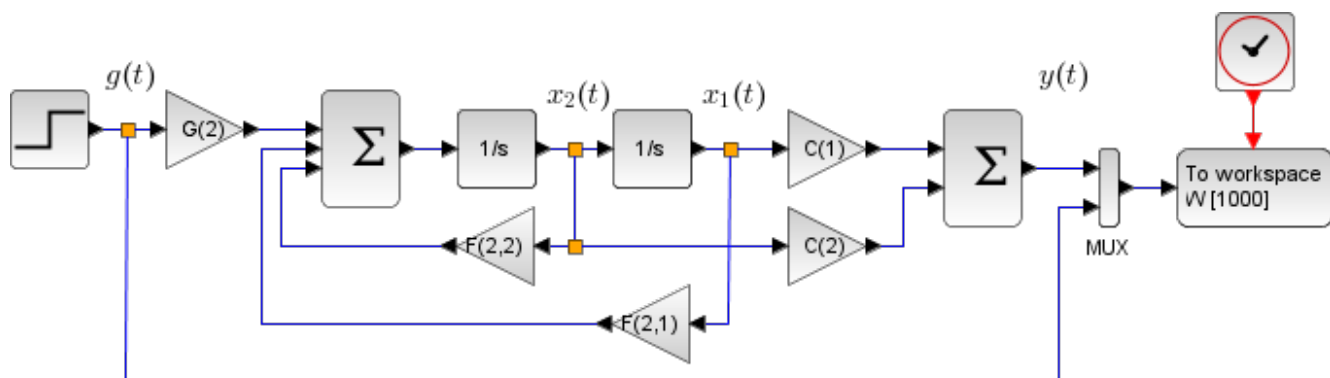 g(t)
x₂(t)
x₁(t)
y(t)
G(2)
Σ
1/s
1/s
C(1)
Σ
To workspace
W [1000]
F(2,2)
C(2)
MUX
F(2,1)